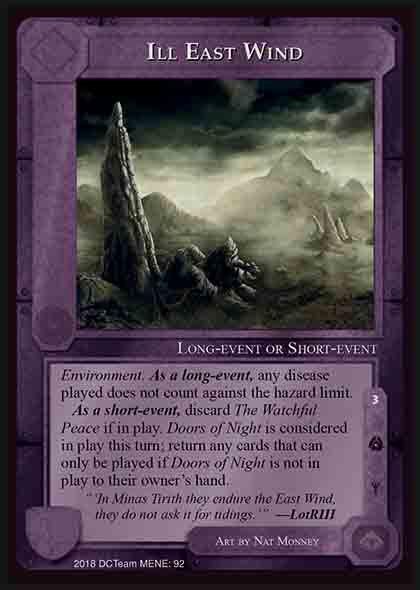 Ill East Wind
Long-event or Short-event
Environment. As a long-event, any disease
played does not count against the hazard limit.
As a short-event, discard The Watchful
Peace if in play. Doors of Night is considered
in play this turn; return any cards that can
only be played if Doors of Night is not in
play to their owner's hand.
3
“ ‘In Minas Tirith they endure the East Wind,
they do not ask it for tidings.’ ” —LotRIII
Art by Nat Monney
2018 DCTeam MENE: 92